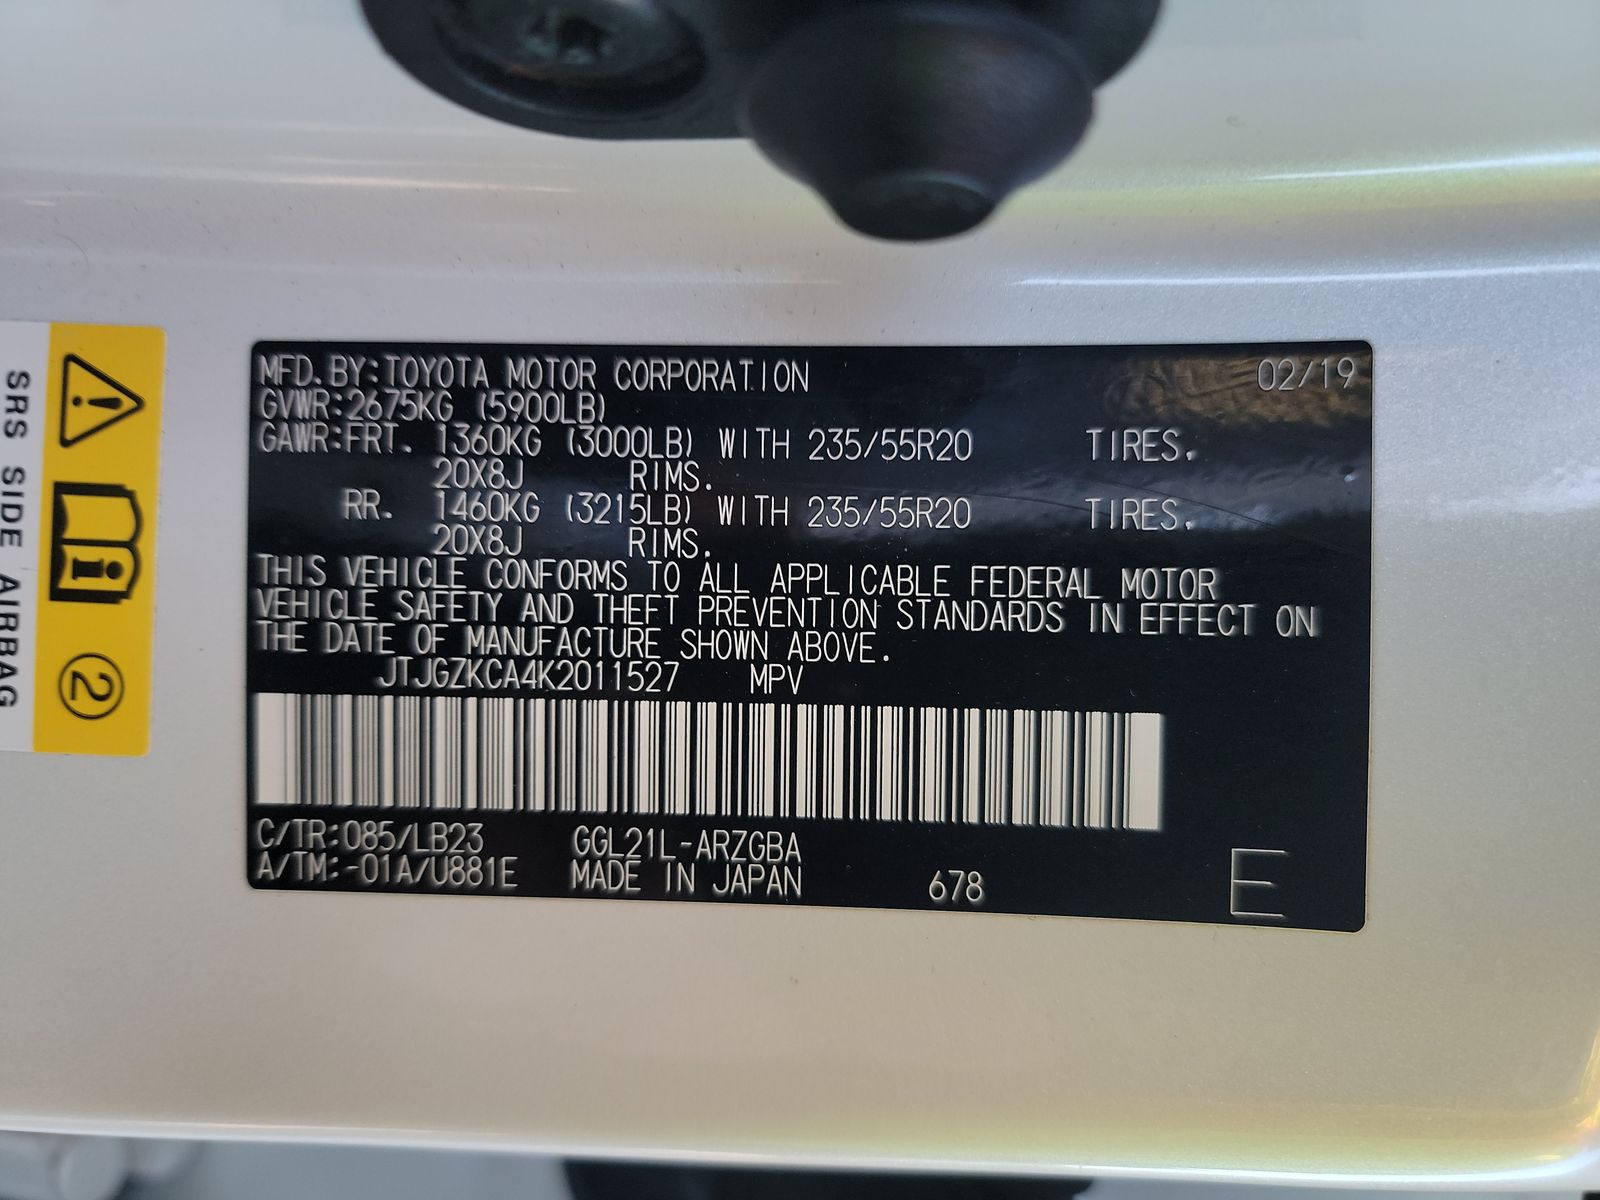 MFD. BY:TOYOTA MOTOR CORPORATION 02/19
GVWR:2675KG (5900LB)
GAWR:FRT. 1360KG (3000LB) WITH 235/55R20 TIRES.
20X8J RIMS.
RR. 1460KG (3215LB) WITH 235/55R20 TIRES.
20X8J RIMS.
THIS VEHICLE CONFORMS TO ALL APPLICABLE FEDERAL MOTOR
VEHICLE SAFETY AND THEFT PREVENTION STANDARDS IN EFFECT ON
THE DATE OF MANUFACTURE SHOWN ABOVE.
JTJGZKCA4K2011527 MPV
C/TR:085/LB23 GGL21L-ARZGBA
A/TM:-01A/U881E MADE IN JAPAN 678 E
SRS SIDE AIRBAG
2